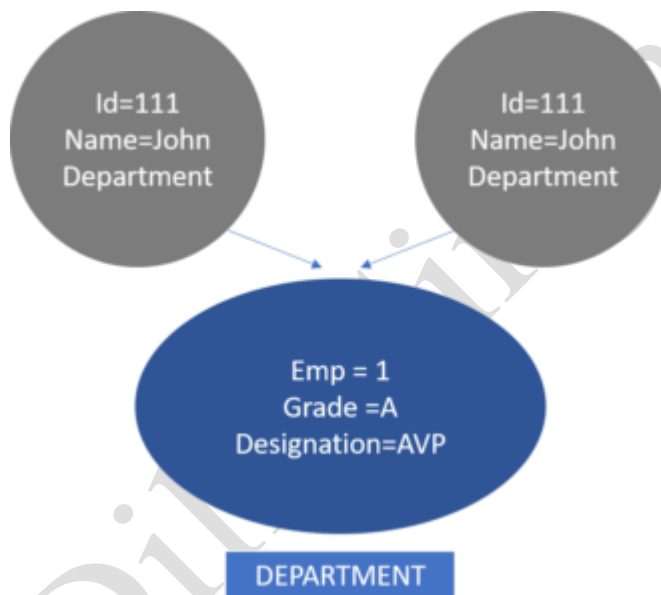 Id=111
Name=John
Department
Id=111
Name=John
Department
Emp = 1
Grade =A
Designation=AVP
DEPARTMENT